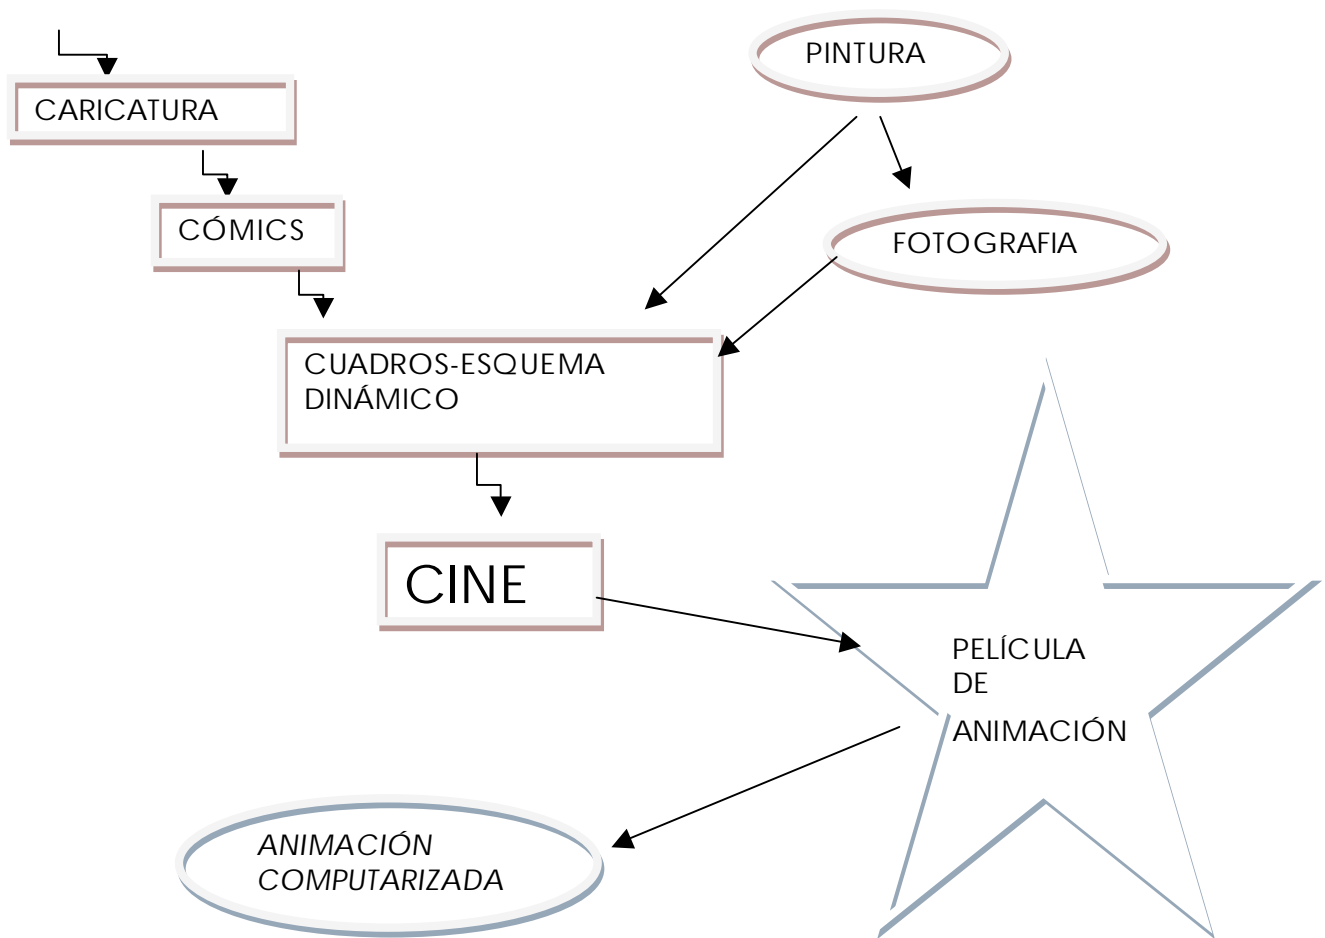 PINTURA
CARICATURA
CÓMICS
FOTOGRAFIA
CUADROS-ESQUEMA
DINÁMICO
CINE
PELÍCULA
DE
ANIMACIÓN
ANIMACIÓN
COMPUTARIZADA